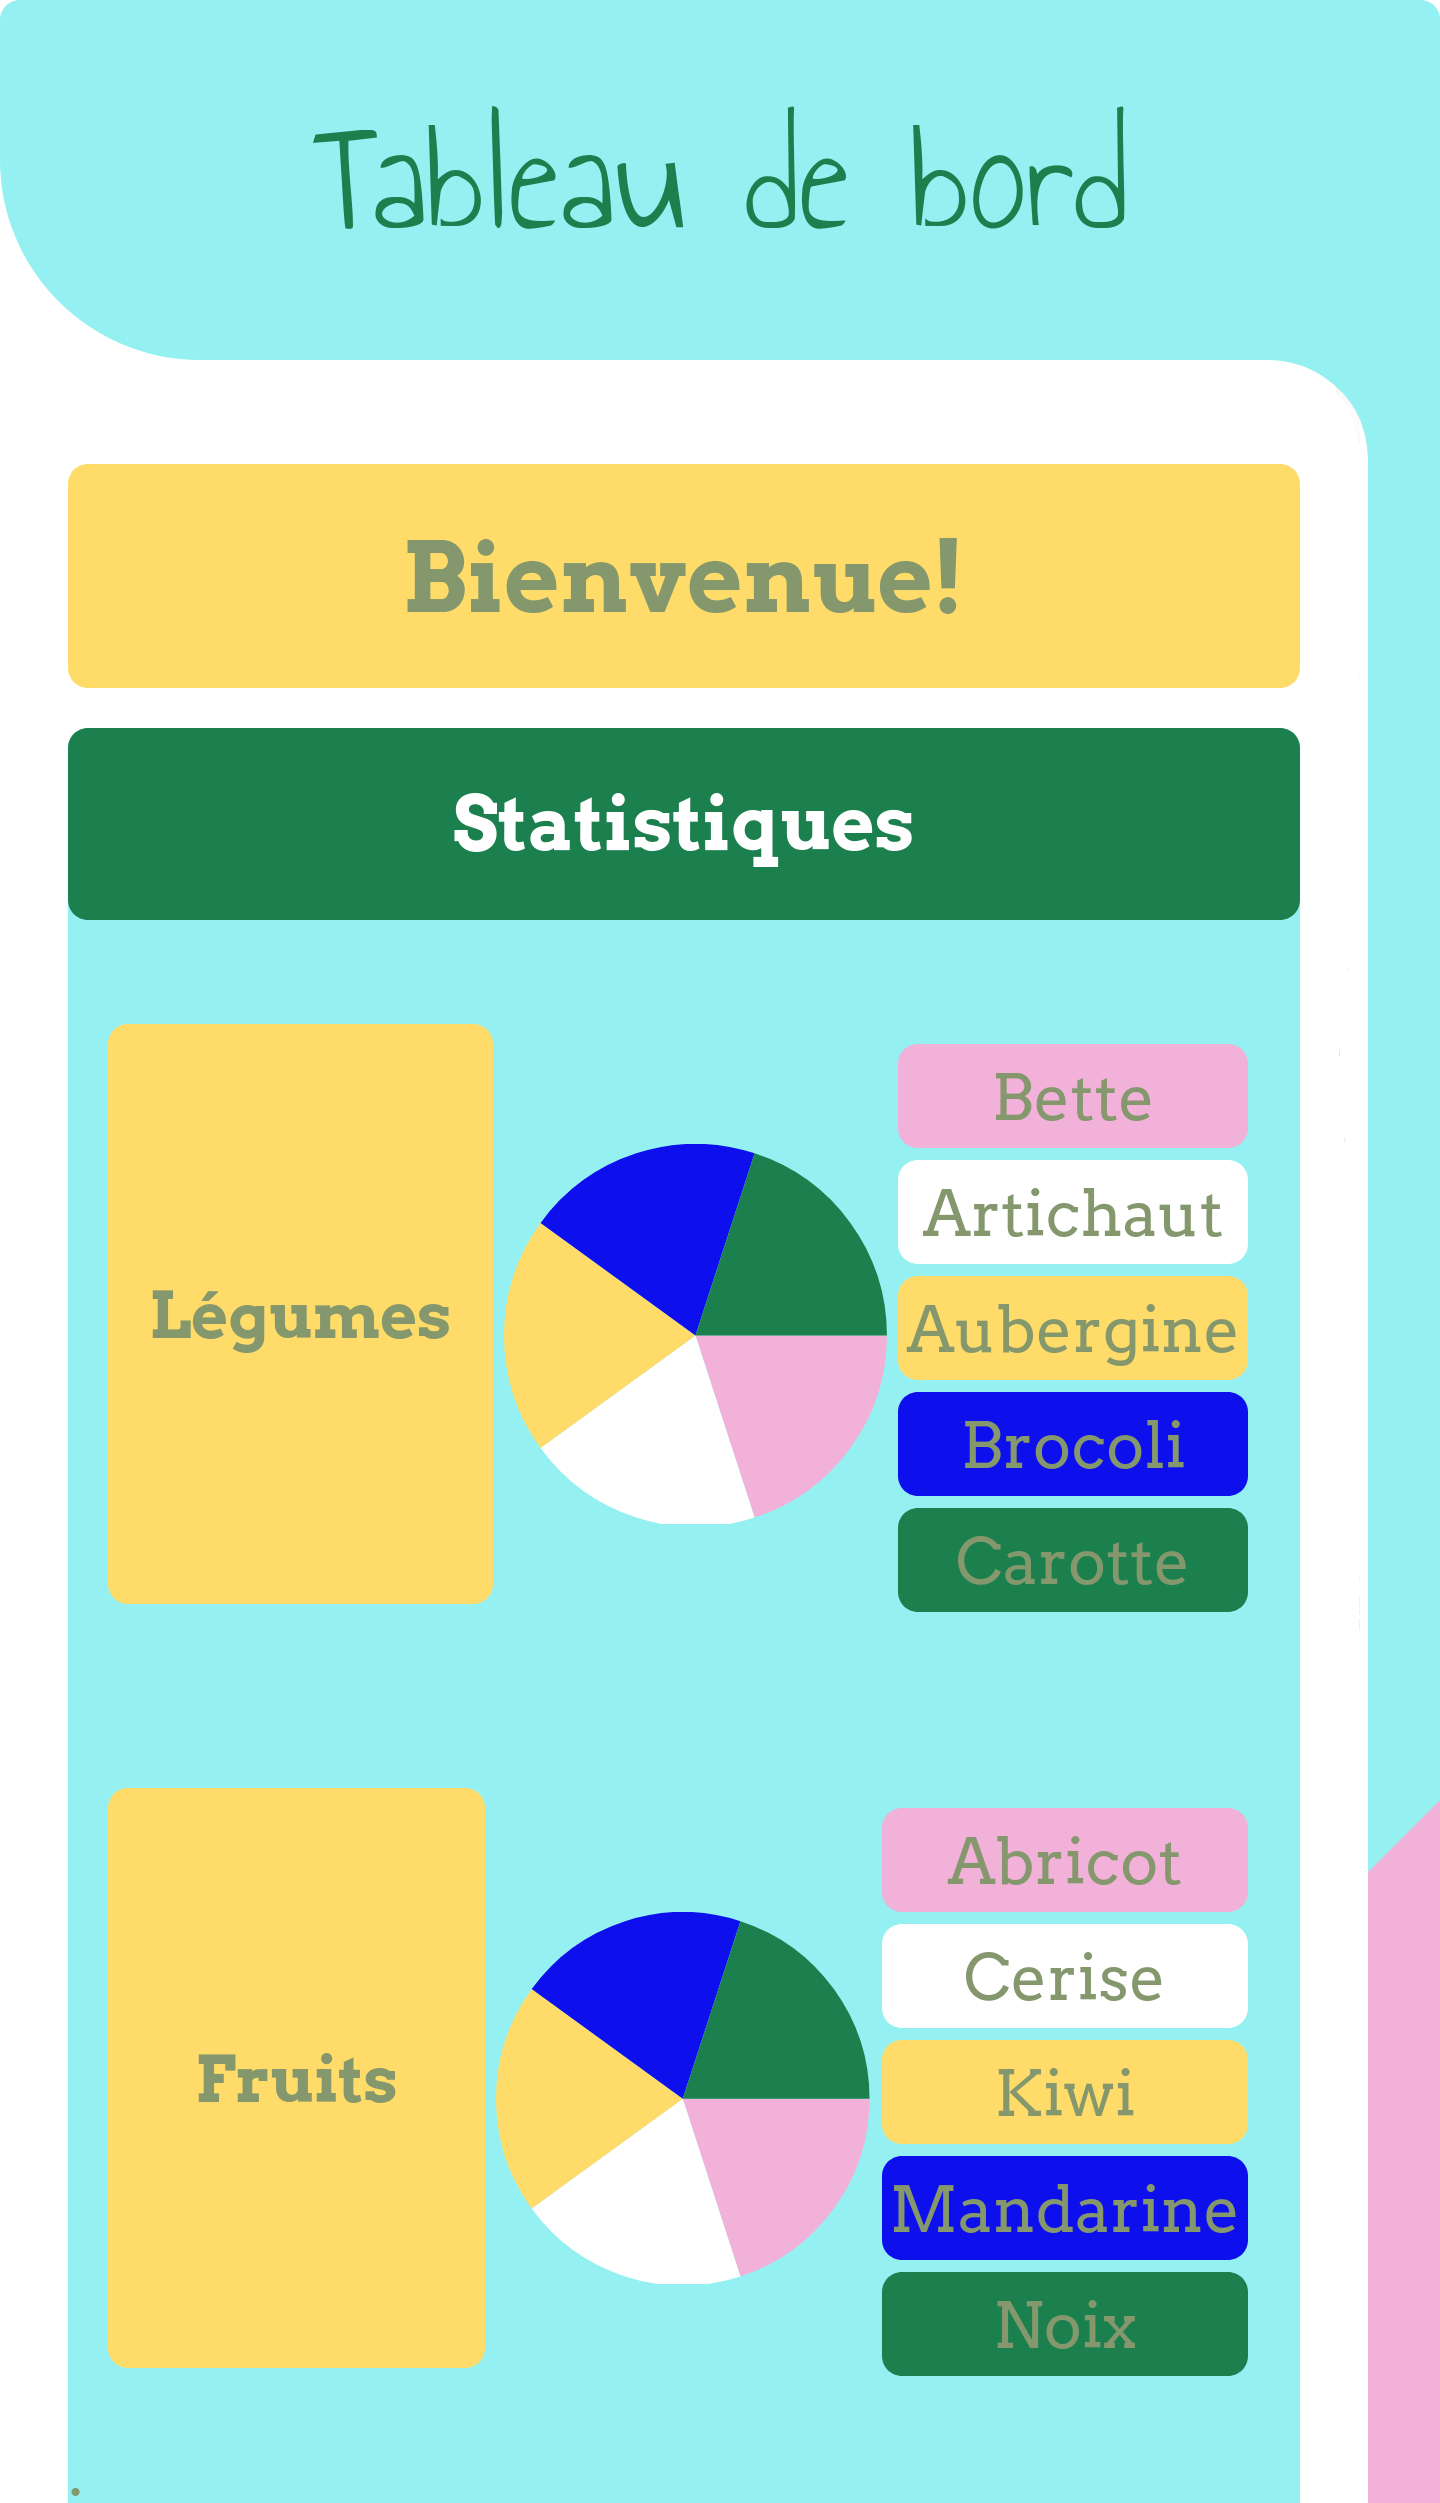 Tableau de bord
Bienvenue!
Statistiques
Légumes
Bette
Artichaut
Aubergine
Brocoli
Carotte
Fruits
Abricot
Cerise
Kiwi
Mandarine
Noix